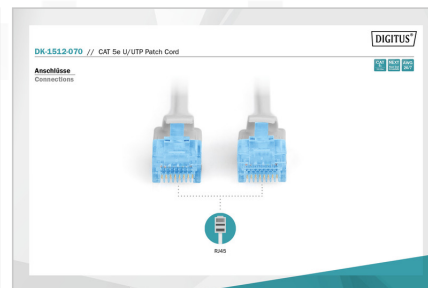 DIGITUS®
DK-1512-070 // CAT 5e U/UTP Patch Cord
Anschlüsse
Connections
RJ45